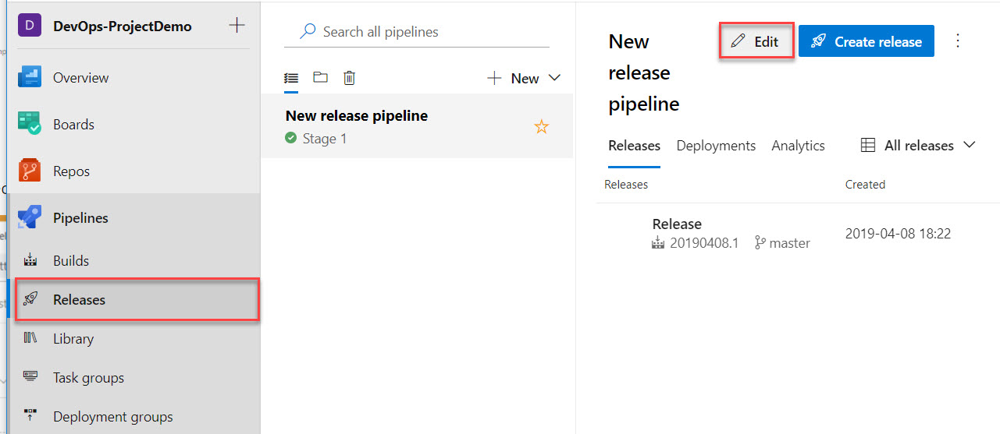 D DevOps-ProjectDemo
Overview
Boards
Repos
Pipelines
Builds
Releases
Library
Task groups
Deployment groups
Search all pipelines
New
New release pipeline
Stage 1
New
release
pipeline
Edit
Create release
Releases Deployments Analytics All releases
Releases Created
Release
20190408.1 master 2019-04-08 18:22